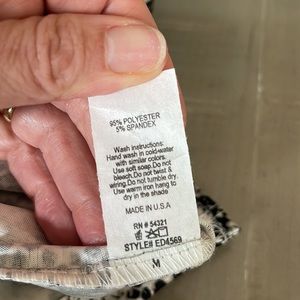 95% POLYESTER
5% SPANDEX
Wash instructions:
Hand wash in cold-water
with similar colors.
Use soft soap.Do not
bleach.Do not twist &
wiring.Do not tumble dry.
Use warm iron hang to
dry in the shade
MADE IN U.S.A
RN # 54321
STYLE# ED4569
M